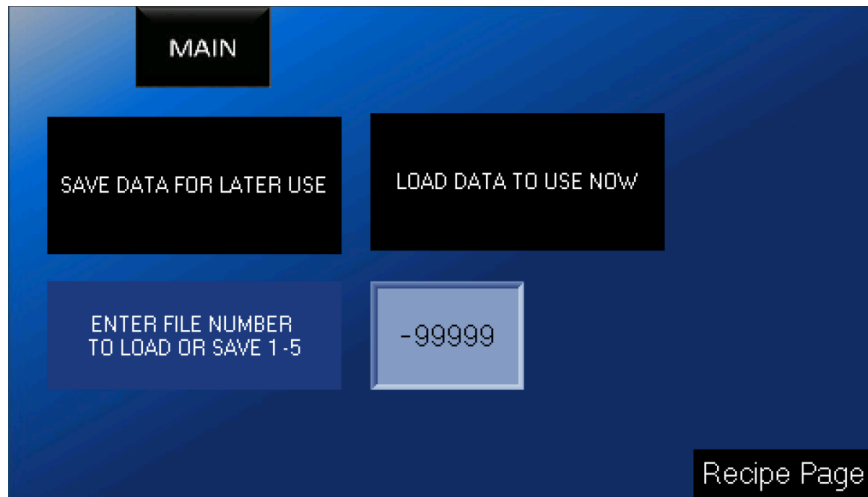 MAIN
SAVE DATA FOR LATER USE
LOAD DATA TO USE NOW
ENTER FILE NUMBER
TO LOAD OR SAVE 1-5
-99999
Recipe Page